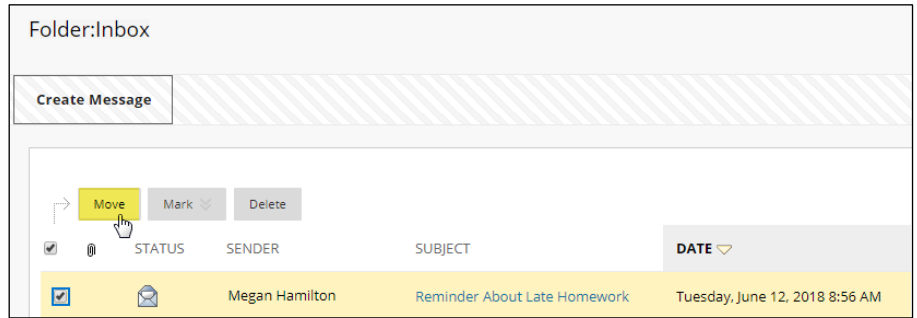 Folder:Inbox
Create Message
Move Mark Delete
STATUS SENDER SUBJECT DATE
Megan Hamilton Reminder About Late Homework Tuesday, June 12, 2018 8:56 AM